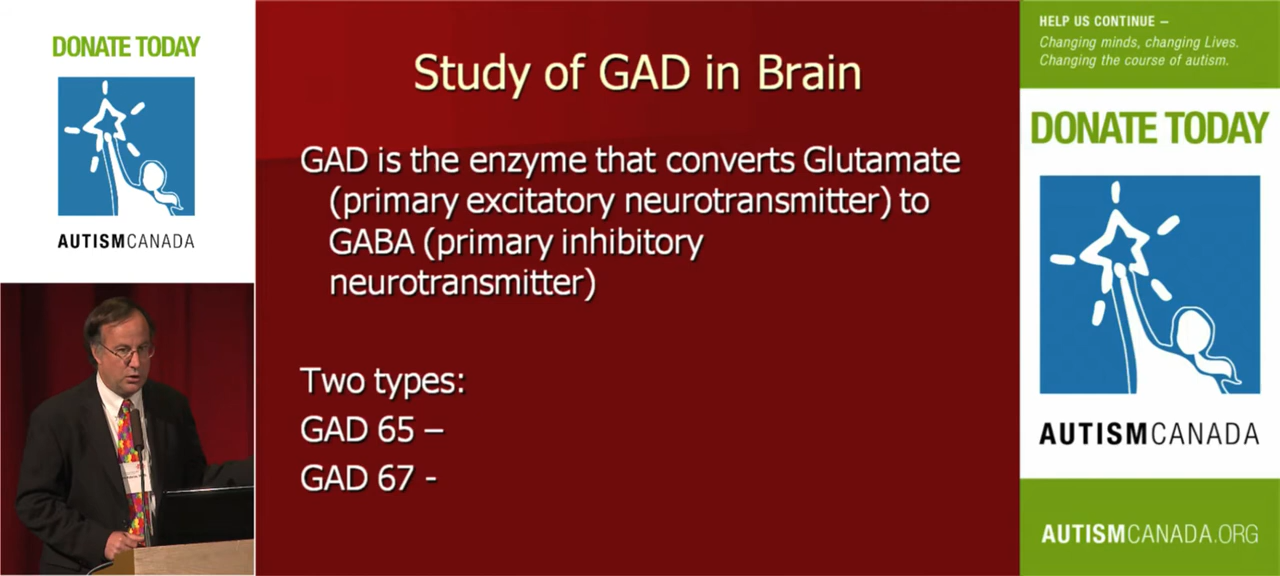 DONATE TODAY
AUTISMCANADA
Study of GAD in Brain
GAD is the enzyme that converts Glutamate
(primary excitatory neurotransmitter) to
GABA (primary inhibitory
neurotransmitter)
Two types:
GAD 65 –
GAD 67 -
HELP US CONTINUE –
Changing minds, changing Lives.
Changing the course of autism.
DONATE TODAY
AUTISMCANADA
AUTISMCANADA.ORG